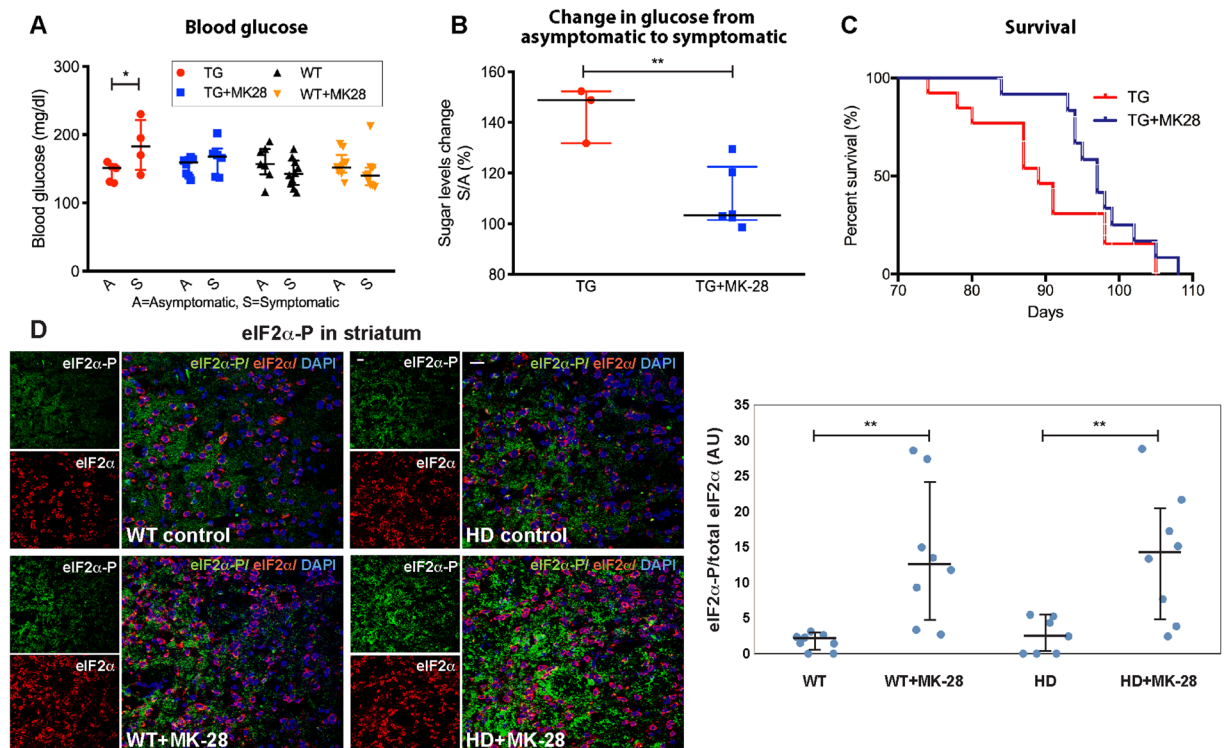 A
Blood glucose
300
200
100
0
Blood glucose (mg/dl)
*
TG
WT
TG+MK28
WT+MK28
A
S
A
S
A
S
A
S
A=Asymptomatic, S=Symptomatic
B
Change in glucose from
asymptomatic to symptomatic
160
140
120
100
80
Sugar levels change
S/A (%)
**
TG
TG+MK-28
C
Survival
100
50
0
Percent survival (%)
TG
TG+MK28
70
80
90
100
110
Days
D
eIF2α-P in striatum
eIF2α-P
eIF2α-P/ eIF2α/ DAPI
eIF2α
WT control
eIF2α-P
eIF2α-P/ eIF2α/ DAPI
eIF2α
HD control
eIF2α-P
eIF2α-P/ eIF2α/ DAPI
eIF2α
WT+MK-28
eIF2α-P
eIF2α-P/ eIF2α/ DAPI
eIF2α
HD+MK-28
35
30
25
20
15
10
5
0
eIF2α-P/total eIF2α (AU)
**
**
WT
WT+MK-28
HD
HD+MK-28